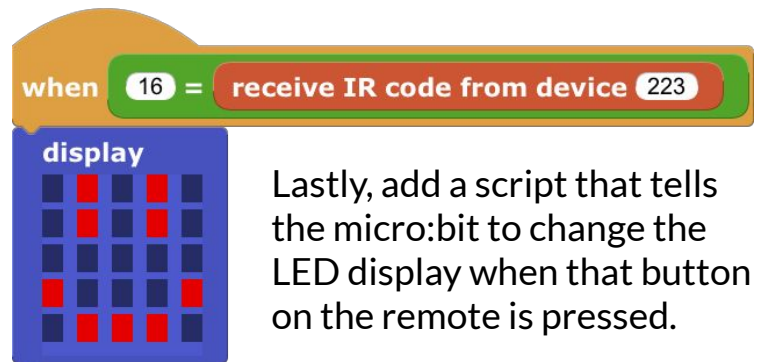 when 16 = receive IR code from device 223
display
Lastly, add a script that tells
the micro:bit to change the
LED display when that button
on the remote is pressed.